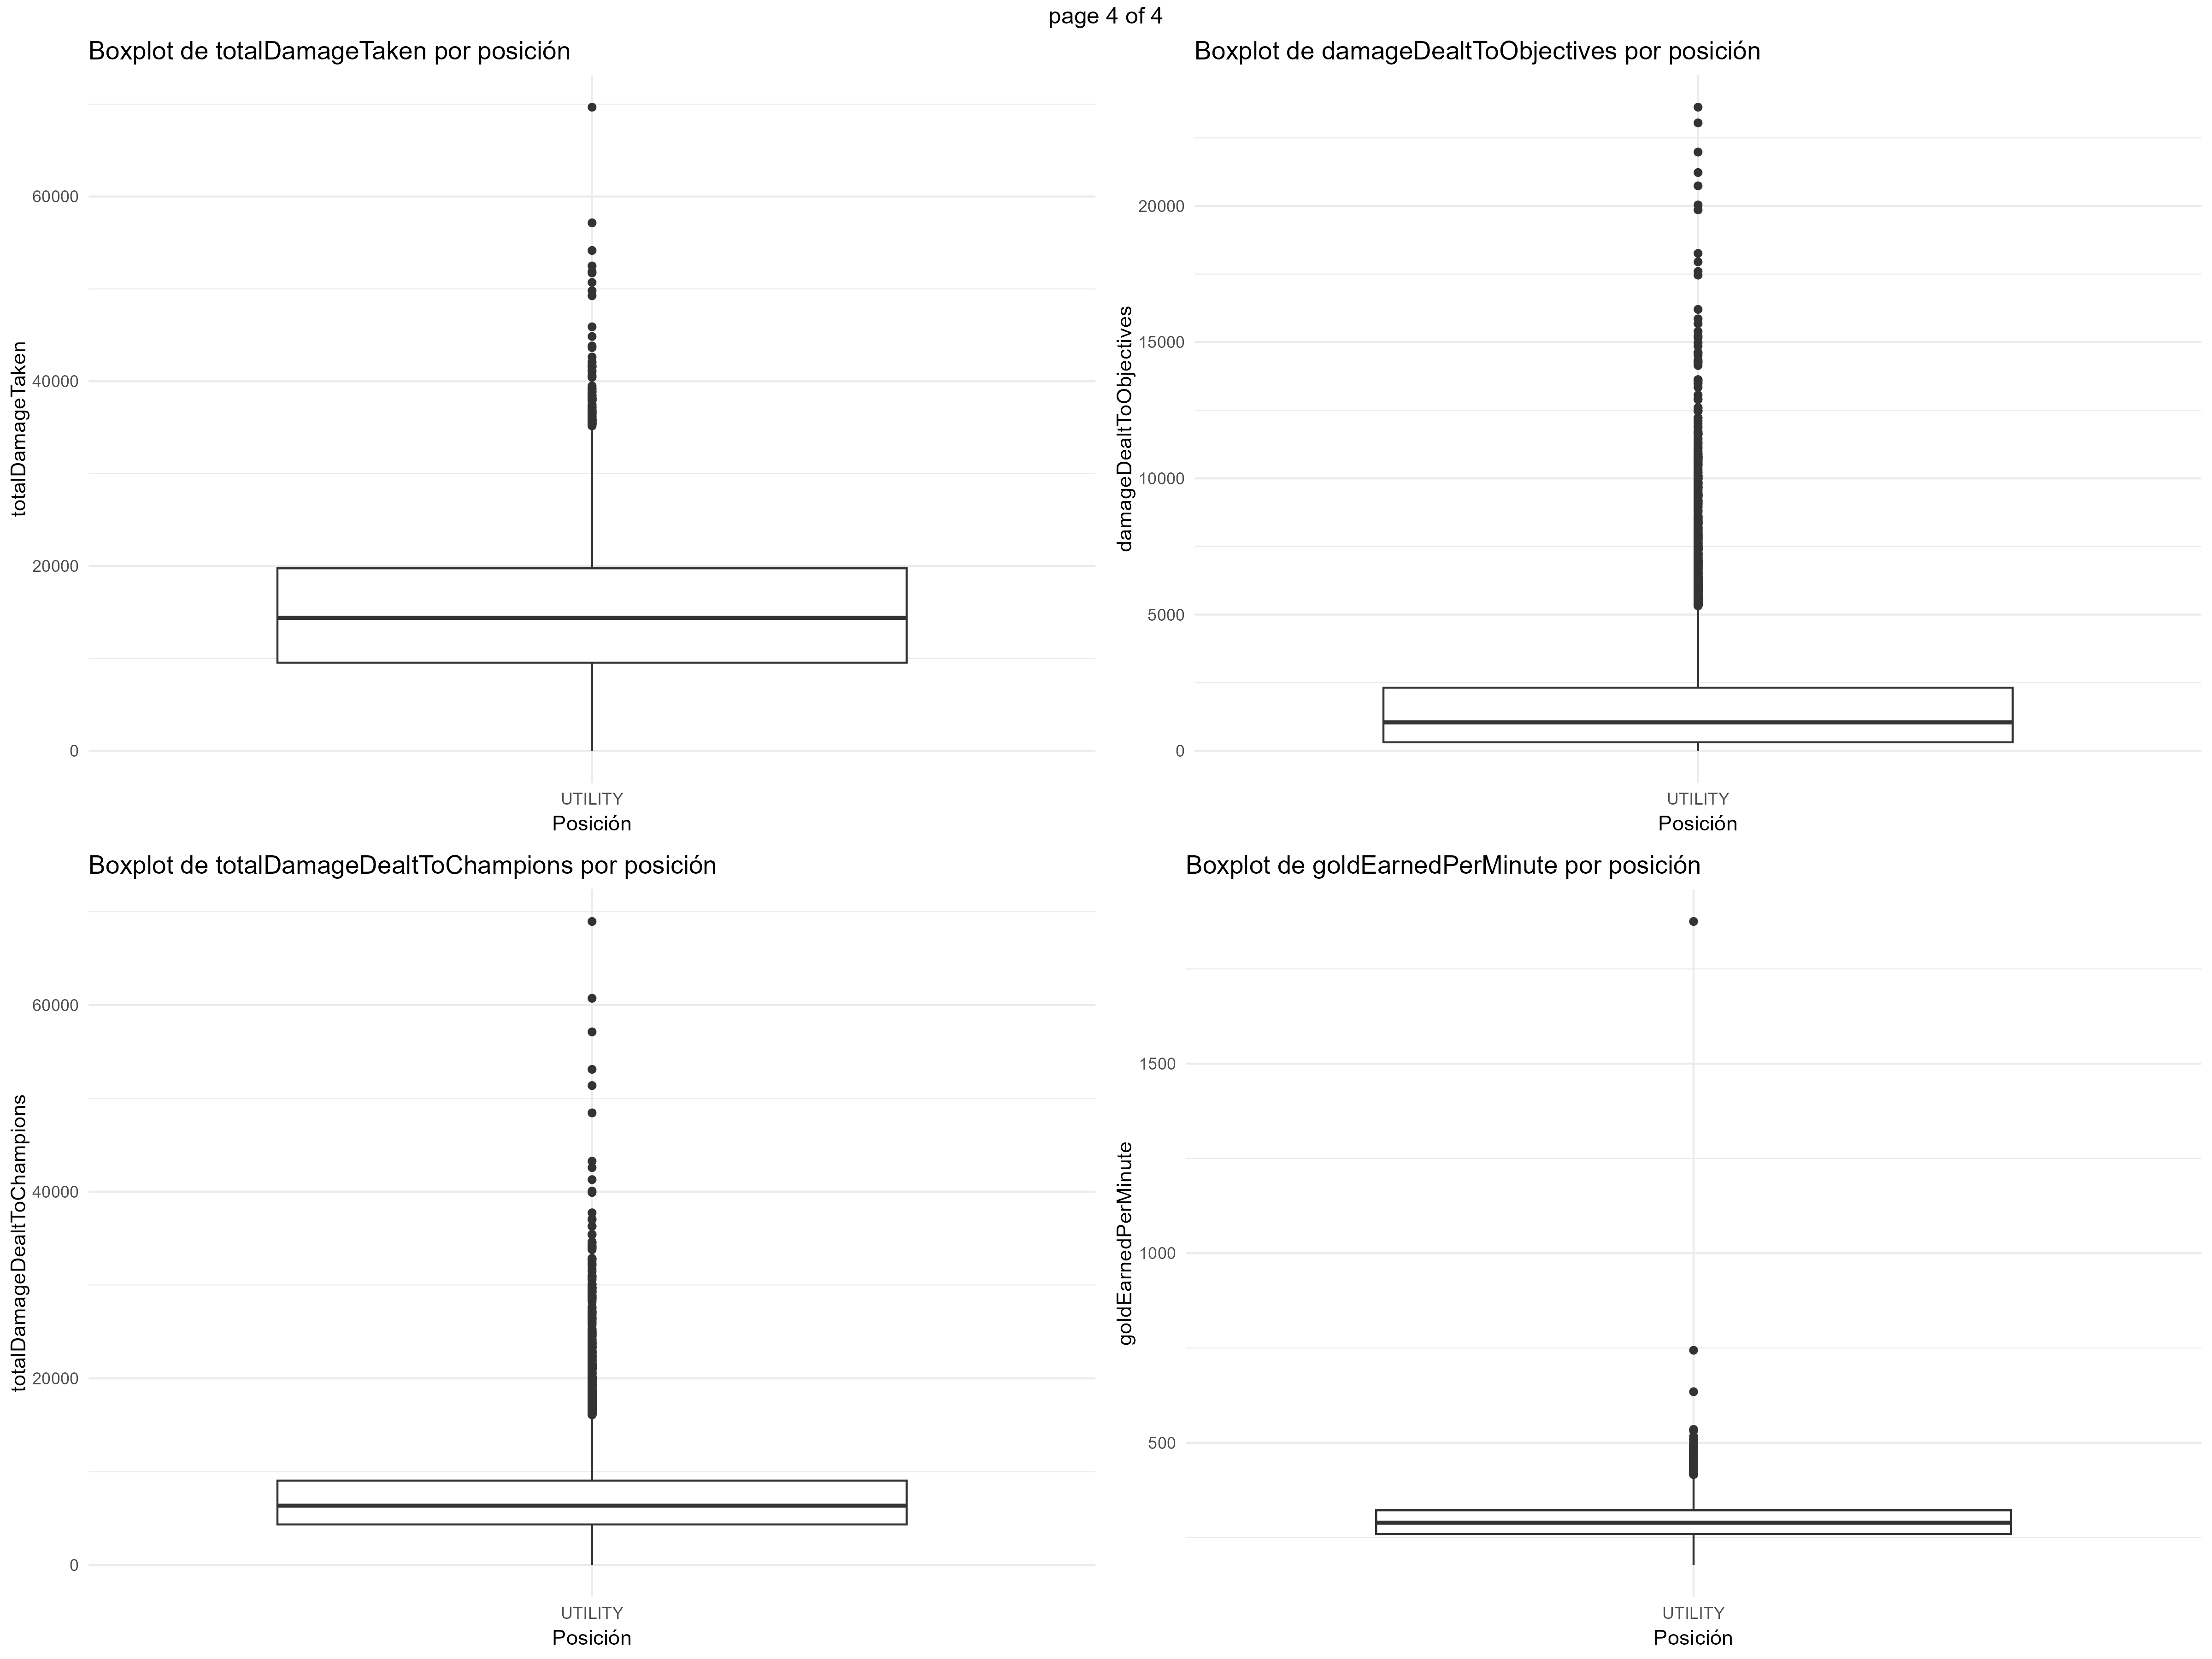 page 4 of 4
Boxplot de totalDamageTaken por posición
totalDamageTaken
60000
40000
20000
0
UTILITY
Posición
Boxplot de damageDealtToObjectives por posición
damageDealtToObjectives
20000
15000
10000
5000
0
UTILITY
Posición
Boxplot de totalDamageDealtToChampions por posición
totalDamageDealtToChampions
60000
40000
20000
0
UTILITY
Posición
Boxplot de goldEarnedPerMinute por posición
goldEarnedPerMinute
1500
1000
500
UTILITY
Posición